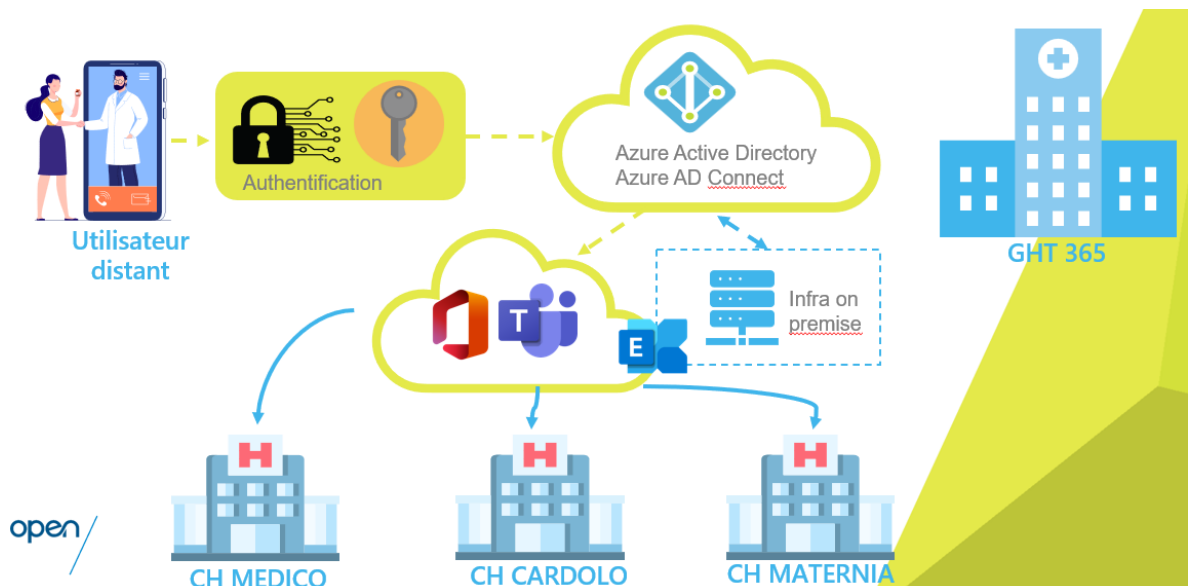 Utilisateur
distant
Authentification
Azure Active Directory
Azure AD Connect
GHT 365
T
E
Infra on
premise
H
H
H
CH MEDICO
CH CARDOLO
CH MATERNIA
open